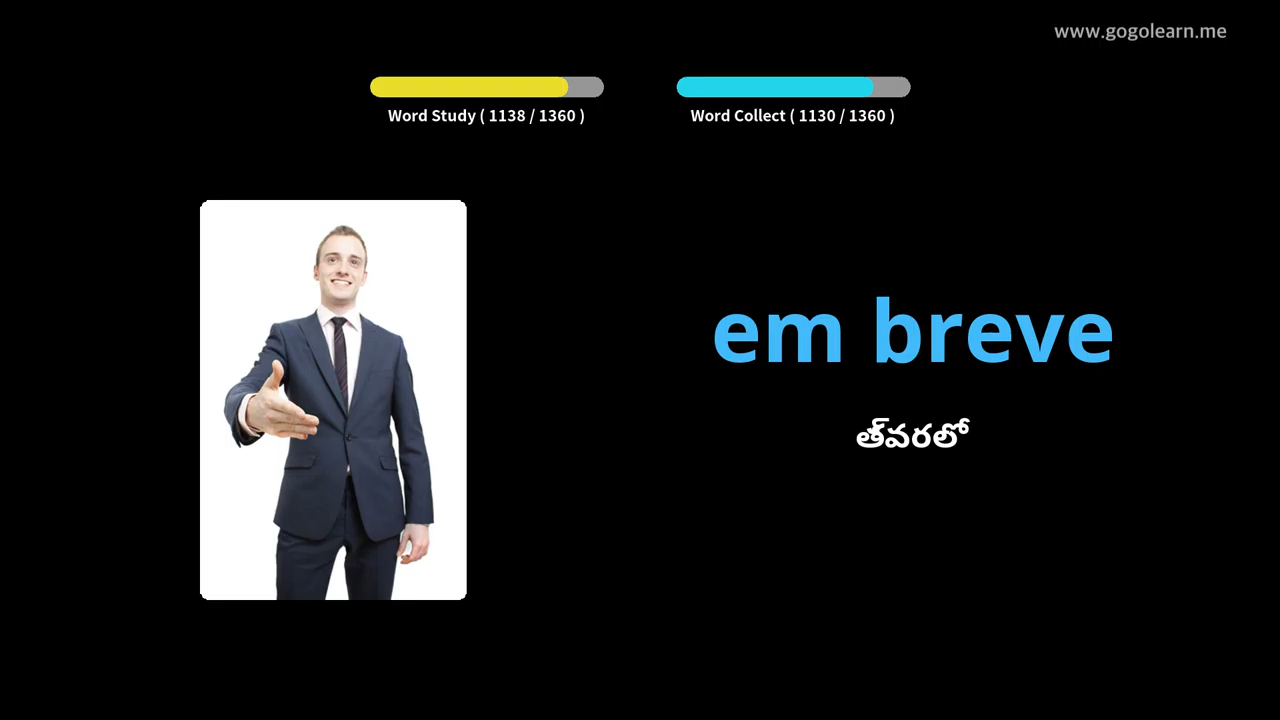 www.gogolearn.me
Word Study ( 1138 / 1360 )
Word Collect ( 1130 / 1360 )
em breve
త్వరలో